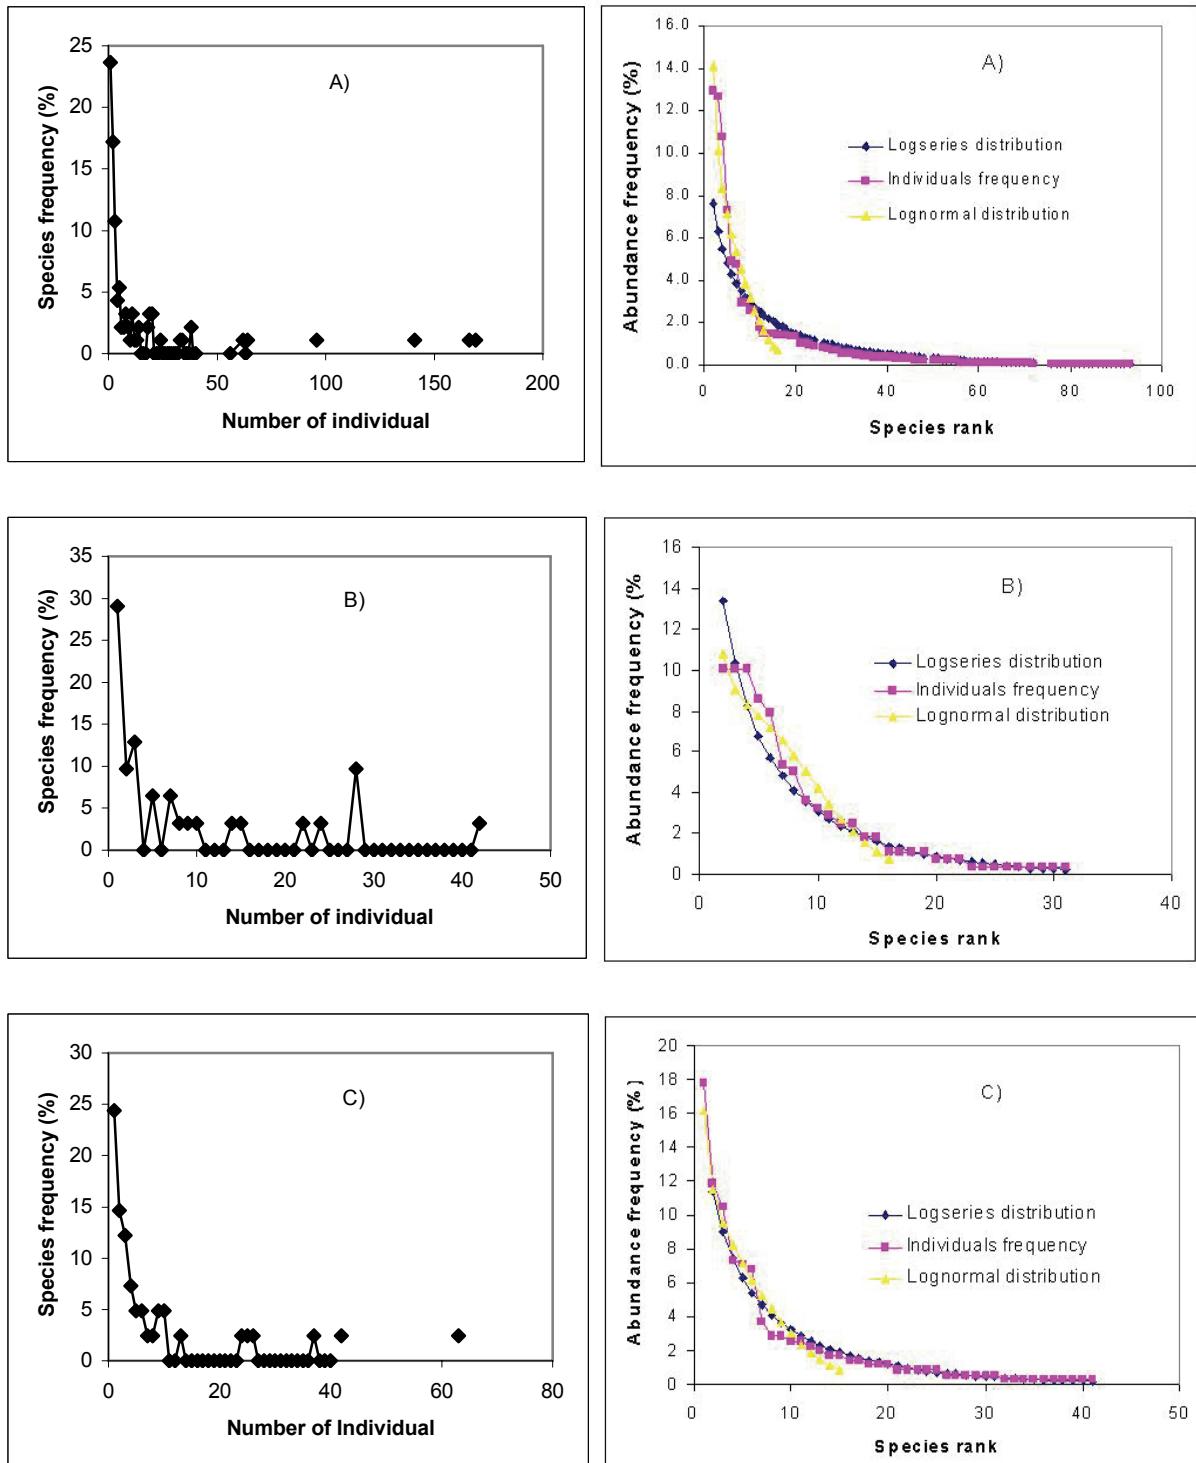 A)
Species frequency (%)
25
20
15
10
5
0
0 50 100 150 200
Number of individual
A)
Abundance frequency (%)
16.0
14.0
12.0
10.0
8.0
6.0
4.0
2.0
0.0
Logseries distribution
Individuals frequency
Lognormal distribution
0 20 40 60 80 100
Species rank
B)
Species frequency (%)
35
30
25
20
15
10
5
0
0 10 20 30 40 50
Number of individual
B)
Abundance frequency (%
16
14
12
10
8
6
4
2
0
Logseries distribution
Individuals frequency
Lognormal distribution
0 10 20 30 40
Species rank
C)
Species frequency (%)
30
25
20
15
10
5
0
0 20 40 60 80
Number of Individual
C)
Abundance frequency (%]
20
18
16
14
12
10
8
6
4
2
0
Logseries distribution
Individuals frequency
Lognormal distribution
0 10 20 30 40 50
Species rank